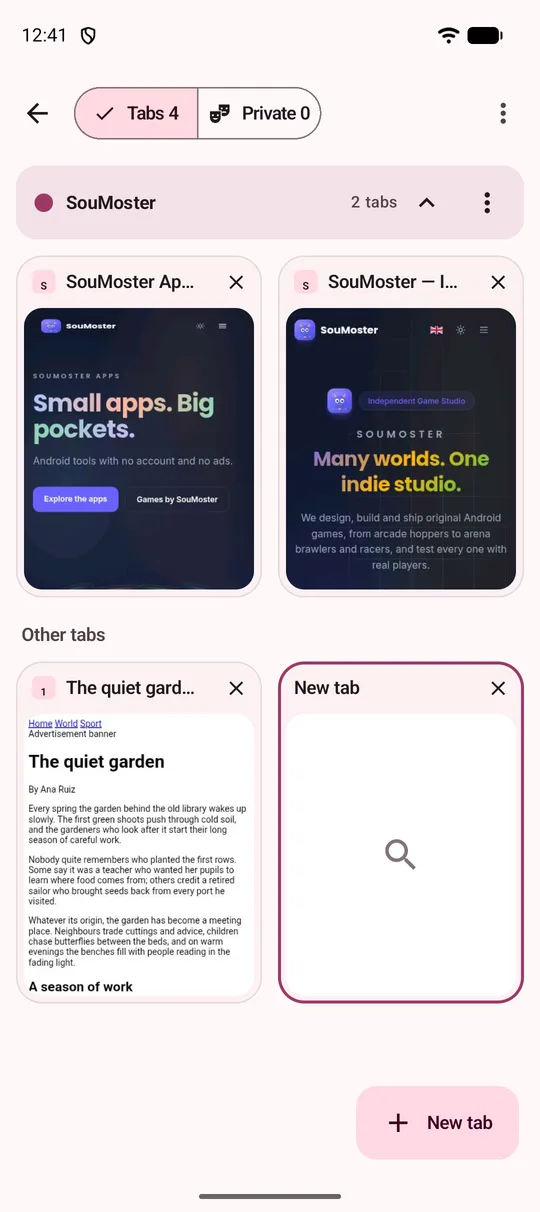 12:41
Tabs 4
Private 0
SouMoster
2 tabs
S
SouMoster Ap...
SouMoster
SOUMOSTER APPS
Small apps. Big
pockets.
Android tools with no account and no ads.
Explore the apps
Games by SouMoster
S
SouMoster — I...
SouMoster
Independent Game Studio
SOUMOSTER
Many worlds. One
indie studio.
We design, build and ship original Android
games, from arcade hoppers to arena
brawlers and racers, and test every one with
real players.
Other tabs
1
The quiet gard...
Home World Sport
Advertisement banner
The quiet garden
By Ana Ruiz
Every spring the garden behind the old library wakes up
slowly. The first green shoots push through cold soil,
and the gardeners who look after it start their long
season of careful work.
Nobody quite remembers who planted the first rows.
Some say it was a teacher who wanted her pupils to
learn where food comes from; others credit a retired
sailor who brought seeds back from every port he
visited.
Whatever its origin, the garden has become a meeting
place. Neighbours trade cuttings and advice, children
chase butterflies between the beds, and on warm
evenings the benches fill with people reading in the
fading light.
A season of work
New tab
New tab